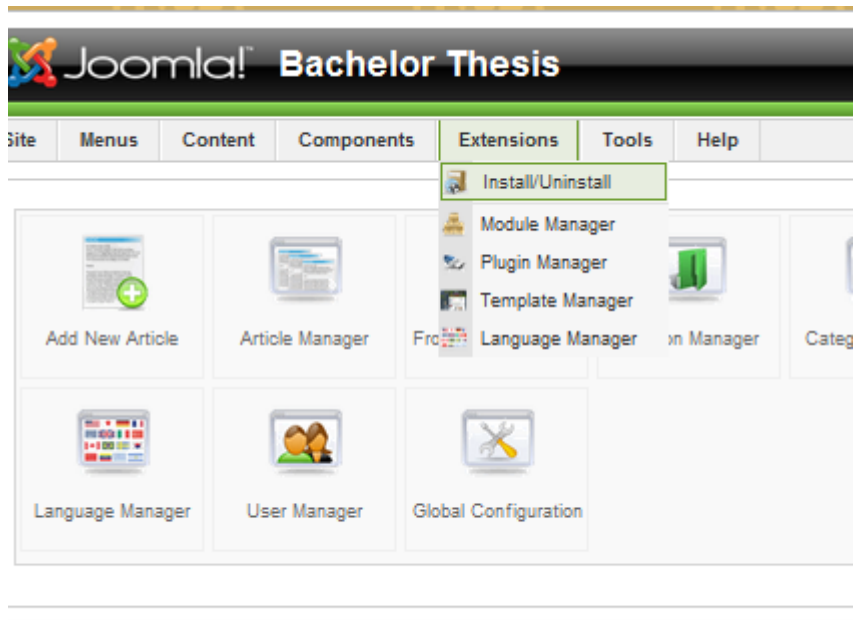 Joomla! Bachelor Thesis
Site Menus Content Components Extensions Tools Help
Install/Uninstall
Module Manager
Plugin Manager
Template Manager
Language Manager
Add New Article Article Manager Manager
Language Manager User Manager Global Configuration